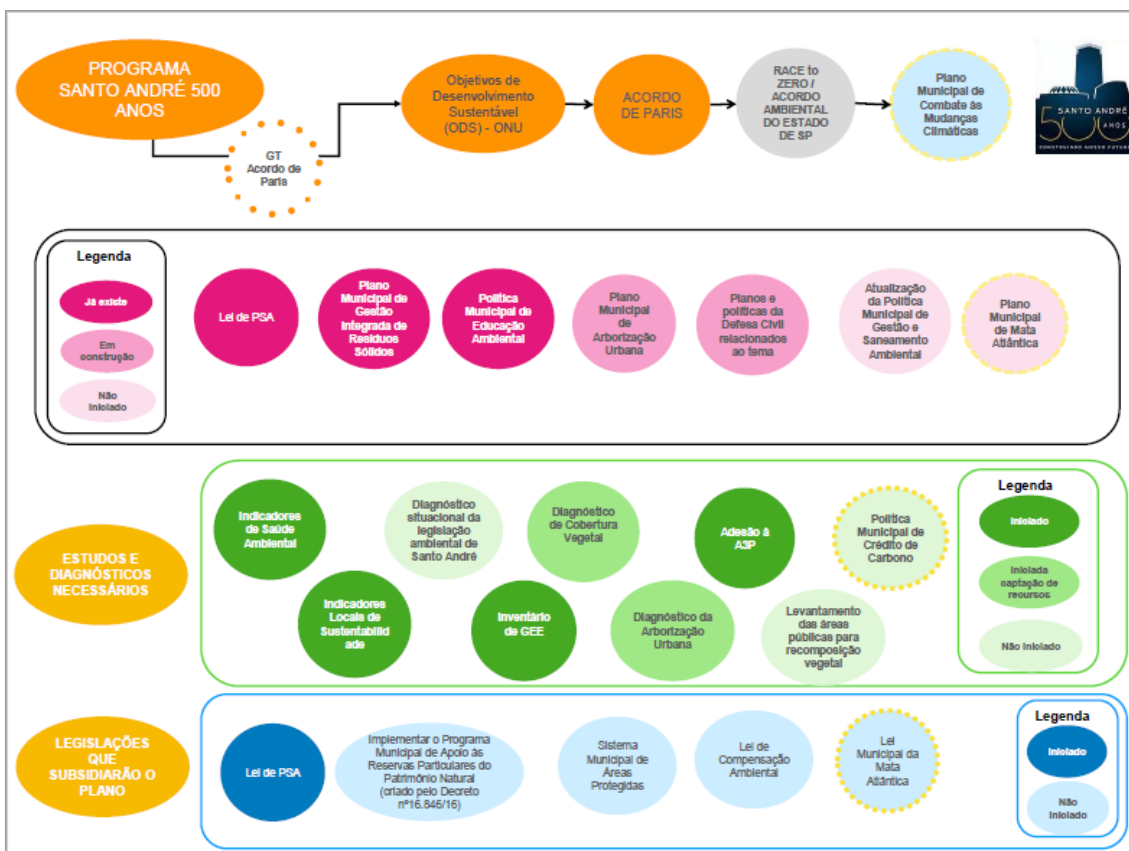 PROGRAMA
SANTO ANDRÉ 500
ANOS
GT
Acordo de
Paris
Objetivos de
Desenvolvimento
Sustentável
(ODS) - ONU
ACORDO
DE PARIS
RACE to
ZERO /
ACORDO
AMBIENTAL
DO ESTADO
DE SP
Plano
Municipal de
Combate às
Mudanças
Climáticas
SANTO ANDRÉ
500
ANOS
CONSTRUINDO NOSSO FUTURO
Legenda
Já existe
Em
construção
Não
Iniciado
Lei de PSA
Plano
Municipal de
Gestão
Integrada de
Resíduos
Sólidos
Política
Municipal de
Educação
Ambiental
Plano
Municipal
de
Arborização
Urbana
Planos e
políticas da
Defesa Civil
relacionados
ao tema
Atualização
da Política
Municipal de
Gestão e
Saneamento
Ambiental
Plano
Municipal
de Mata
Atlântica
ESTUDOS E
DIAGNÓSTICOS
NECESSÁRIOS
Indicadores
de Saúde
Ambiental
Diagnóstico
situacional da
legislação
ambiental de
Santo André
Diagnóstico
de Cobertura
Vegetal
Adesão à
A3P
Política
Municipal de
Crédito de
Carbono
Indicadores
Locais de
Sustentabilid
ade
Inventário
de GEE
Diagnóstico da
Arborização
Urbana
Levantamento
das áreas
públicas para
recomposição
vegetal
Legenda
Iniciado
Iniciada
captação de
recursos
Não Iniciado
LEGISLAÇÕES
QUE
SUBSIDIARÃO O
PLANO
Lei de PSA
Implementar o Programa
Municipal de Apoio às
Reservas Particulares do
Patrimônio Natural
(criado pelo Decreto
nº16.846/16)
Sistema
Municipal de
Áreas
Protegidas
Lei de
Compensação
Ambiental
Lei
Municipal da
Mata
Atlântica
Legenda
Iniciado
Não
Iniciado